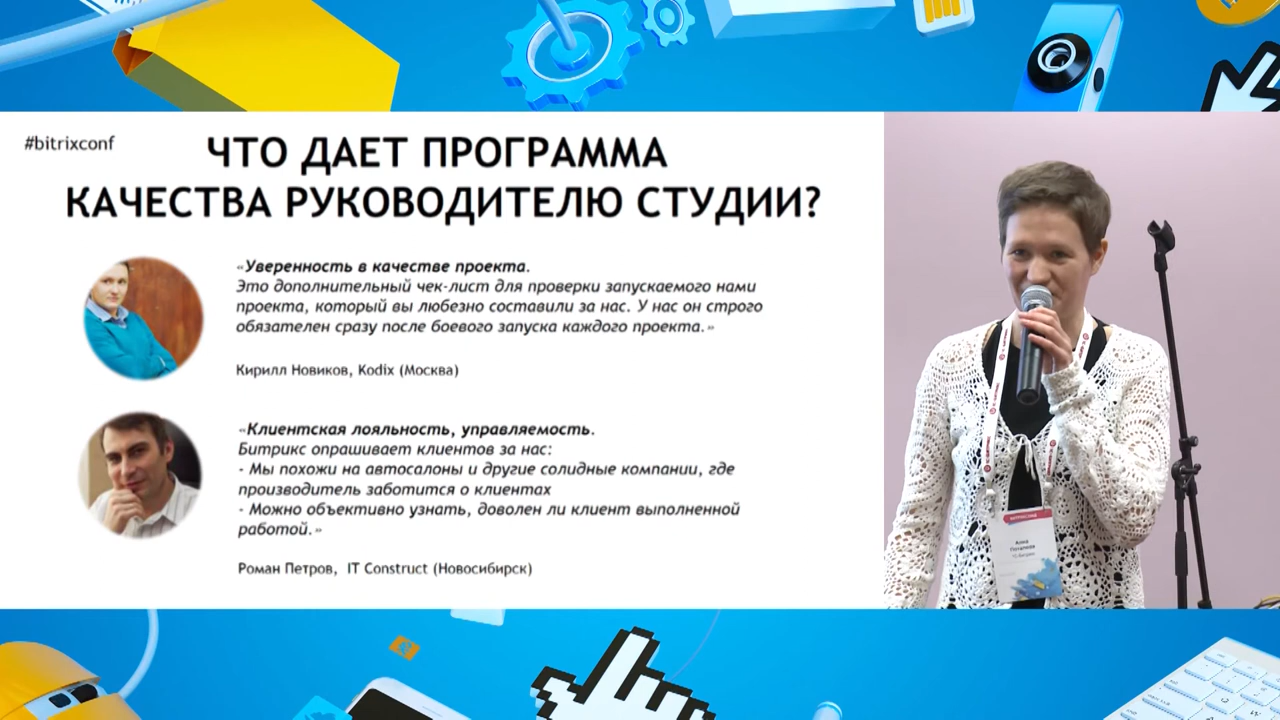 #bitrixconf
ЧТО ДАЕТ ПРОГРАММА
КАЧЕСТВА РУКОВОДИТЕЛЮ СТУДИИ?
«Уверенность в качестве проекта.
Это дополнительный чек-лист для проверки запускаемого нами
проекта, который вы любезно составили за нас. У нас он строго
обязателен сразу после боевого запуска каждого проекта.»
Кирилл Новиков, Kodix (Москва)
«Клиентская лояльность, управляемость.
Битрикс опрашивает клиентов за нас:
- Мы похожи на автосалоны и другие солидные компании, где
производитель заботится о клиентах
- Можно объективно узнать, доволен ли клиент выполненной
работой.»
Роман Петров, IT Construct (Новосибирск)
Анна